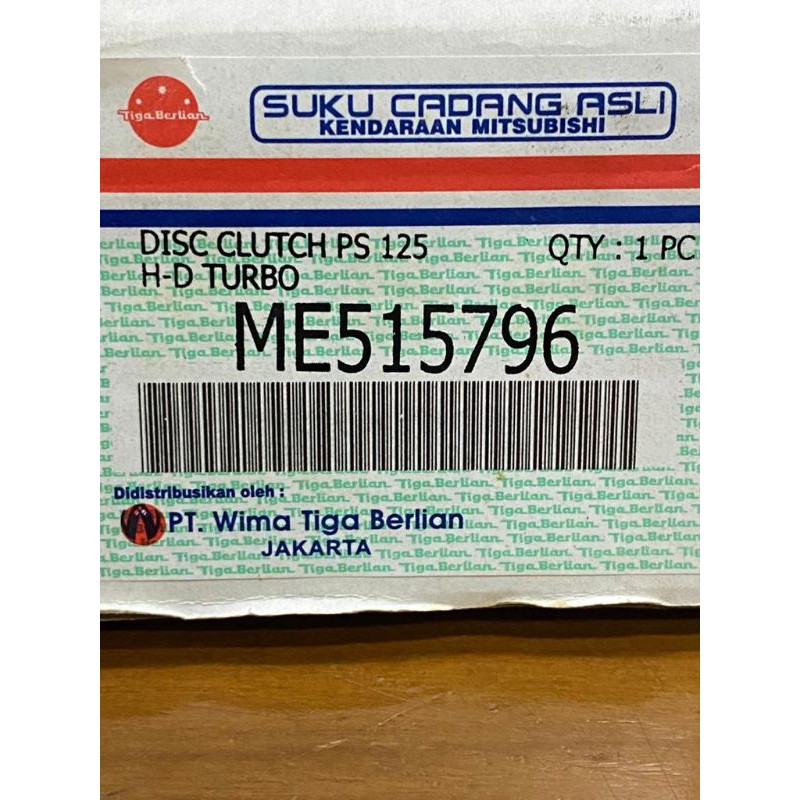 Tiga Berlian
SUKU CADANG ASLI
KENDARAAN MITSUBISHI
DISC CLUTCH PS 125
QTY : 1 PC
H-D TURBO
ME515796
Didistribusikan oleh :
PT. Wima Tiga Berlian
JAKARTA